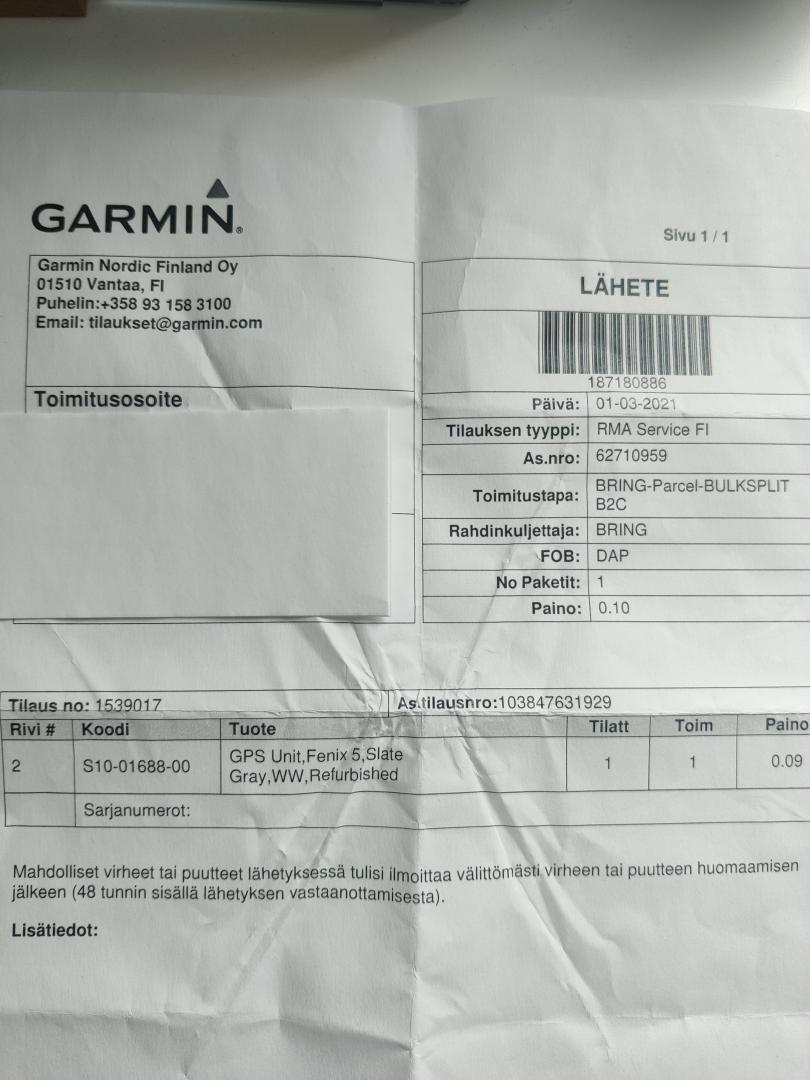 GARMIN
Sivu 1 / 1
Garmin Nordic Finland Oy
01510 Vantaa, FI
Puhelin:+358 93 158 3100
Email: tilaukset@garmin.com
Toimitusosoite
LÄHETE
187180886
Päivä: 01-03-2021
Tilauksen tyyppi: RMA Service FI
As.nro: 62710959
Toimitustapa: BRING-Parcel-BULKSPLIT
B2C
Rahdinkuljettaja: BRING
FOB: DAP
No Paketit: 1
Paino: 0.10
Tilaus no: 1539017 As.tilausnro:103847631929
Rivi # Koodi Tuote Tilatt Toim Paino
2 S10-01688-00 GPS Unit,Fenix 5,Slate
Gray,WW,Refurbished 1 1 0.09
Sarjanumerot:
Mahdolliset virheet tai puutteet lähetyksessä tulisi ilmoittaa välittömästi virheen tai puutteen huomaamisen
jälkeen (48 tunnin sisällä lähetyksen vastaanottamisesta).
Lisätiedot: